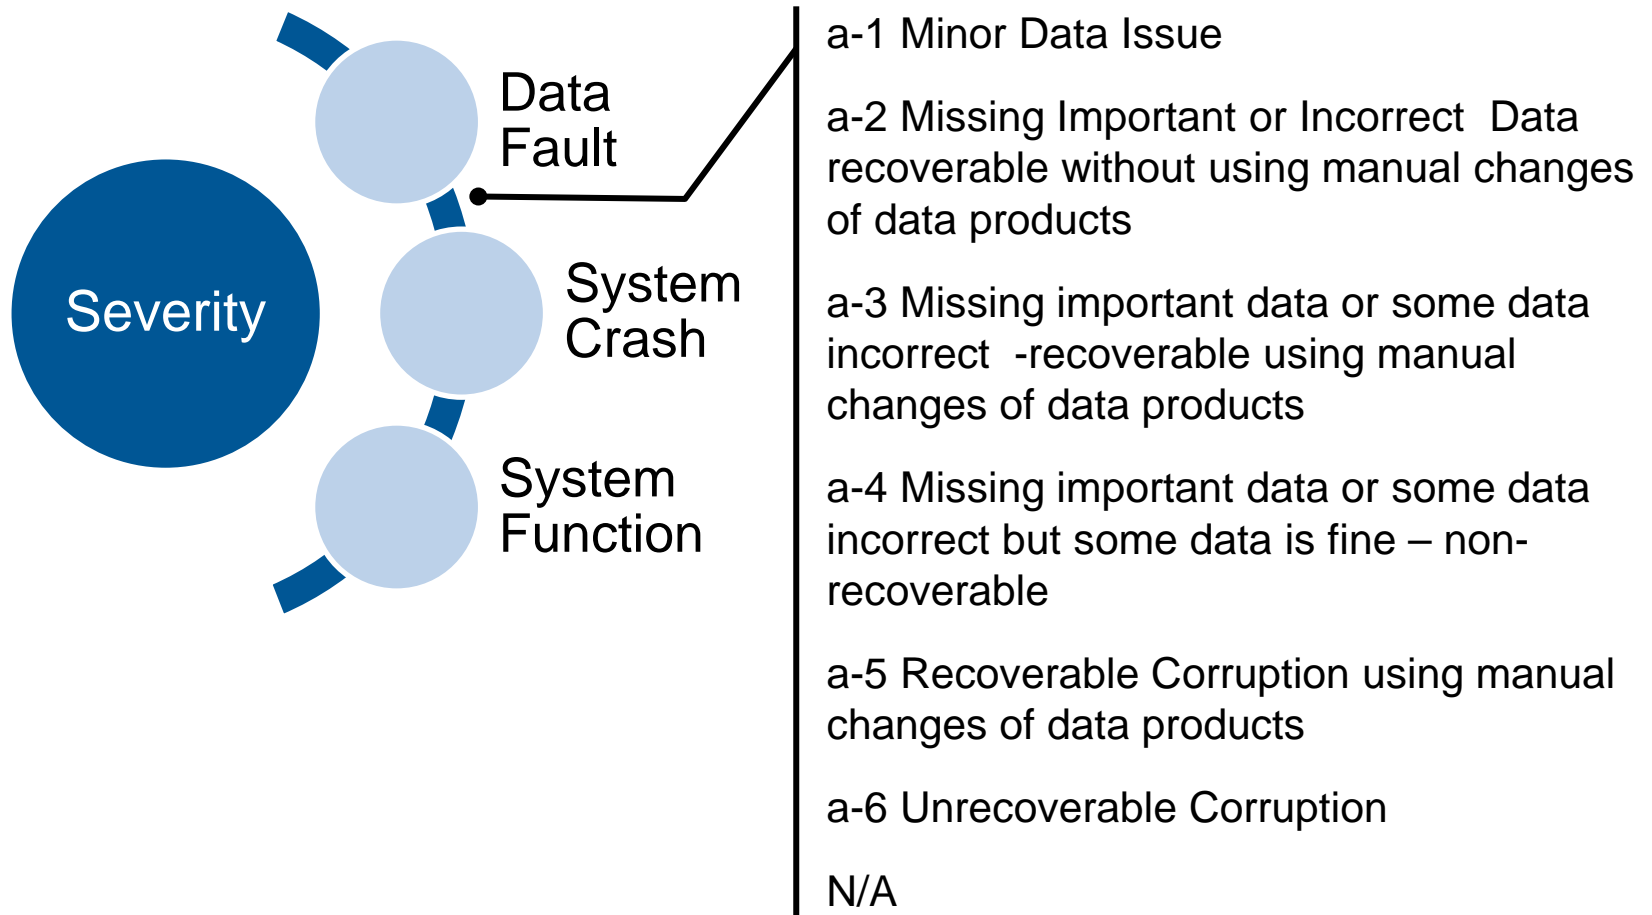 Severity
Data
Fault
System
Crash
System
Function
a-1 Minor Data Issue
a-2 Missing Important or Incorrect  Data
recoverable without using manual changes
of data products
a-3 Missing important data or some data
incorrect  -recoverable using manual
changes of data products
a-4 Missing important data or some data
incorrect but some data is fine – non-
recoverable
a-5 Recoverable Corruption using manual
changes of data products
a-6 Unrecoverable Corruption
N/A